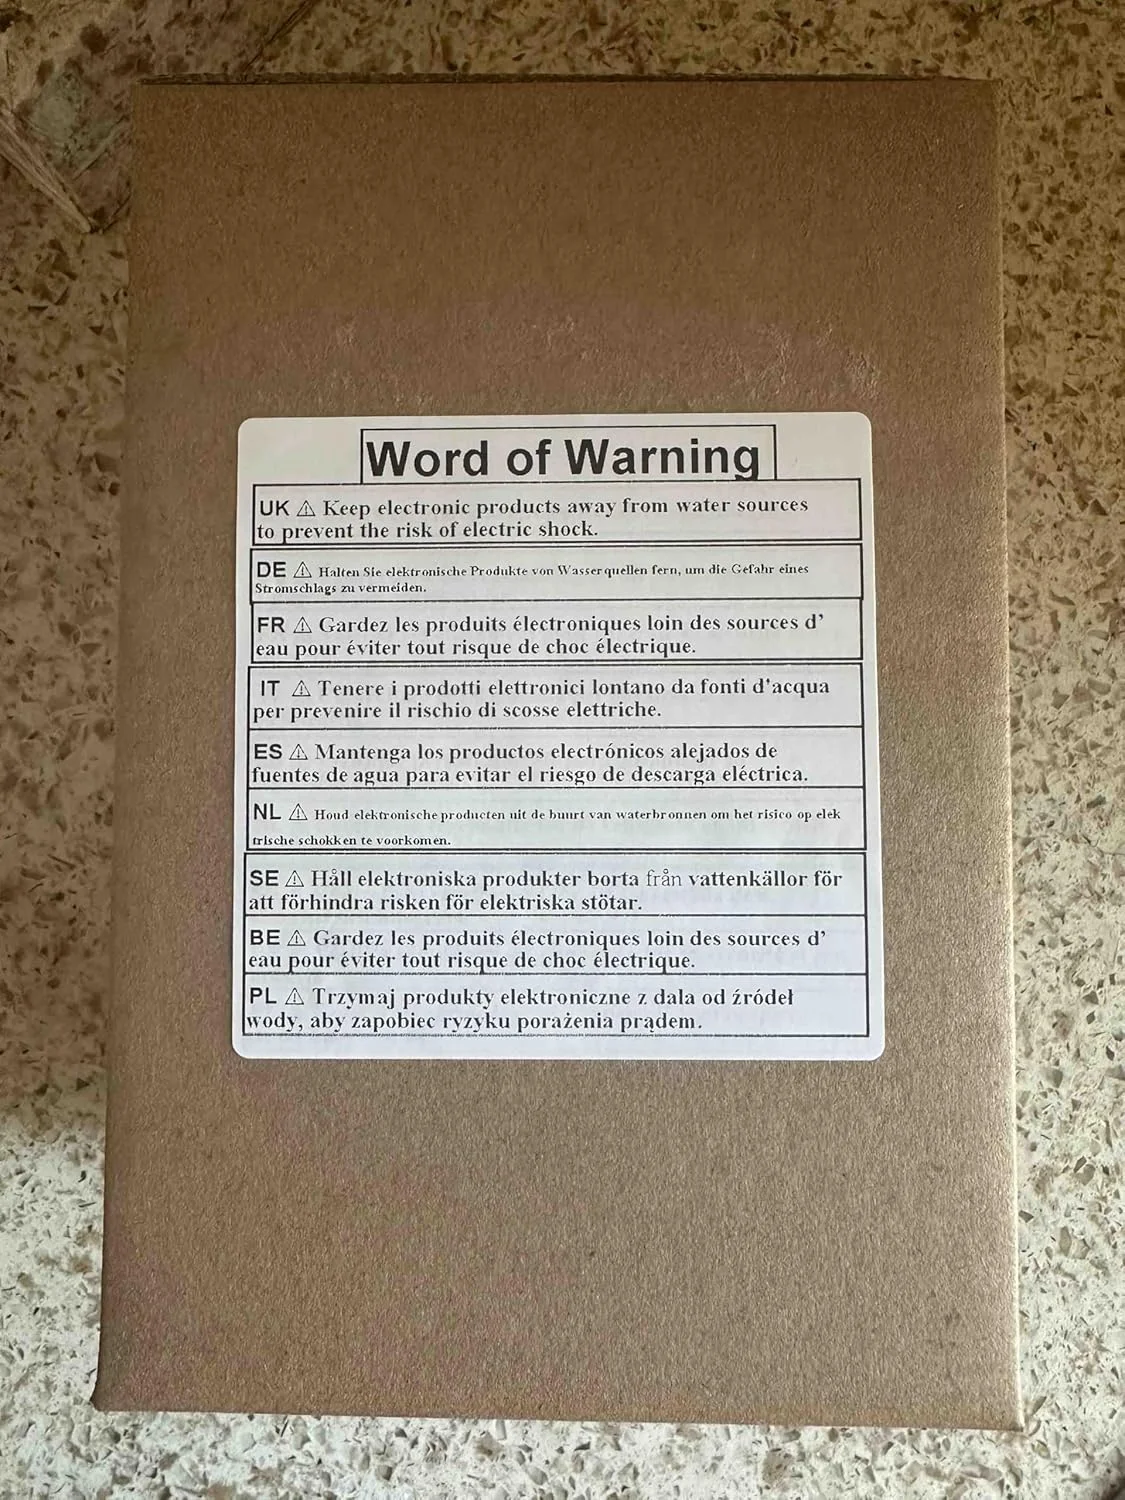 Word of Warning
UK ⚠ Keep electronic products away from water sources
to prevent the risk of electric shock.
DE ⚠ Halten Sie elektronische Produkte von Wasserquellen fern, um die Gefahr eines
Stromschlags zu vermeiden.
FR ⚠ Gardez les produits électroniques loin des sources d'
eau pour éviter tout risque de choc électrique.
IT ⚠ Tenere i prodotti elettronici lontano da fonti d'acqua
per prevenire il rischio di scosse elettriche.
ES ⚠ Mantenga los productos electrónicos alejados de
fuentes de agua para evitar el riesgo de descarga eléctrica.
NL ⚠ Houd elektronische producten uit de buurt van waterbronnen om het risico op elek
trische schokken te voorkomen.
SE ⚠ Håll elektroniska produkter borta från vattenkällor för
att förhindra risken för elektriska stötar.
BE ⚠ Gardez les produits électroniques loin des sources d'
eau pour éviter tout risque de choc électrique.
PL ⚠ Trzymaj produkty elektroniczne z dala od źródeł
wody, aby zapobiec ryzyku porażenia prądem.